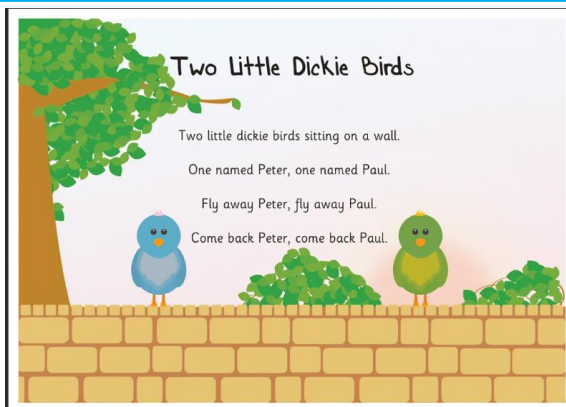 Two Little Dickie Birds
Two little dickie birds sitting on a wall.
One named Peter, one named Paul.
Fly away Peter, fly away Paul.
Come back Peter, come back Paul.